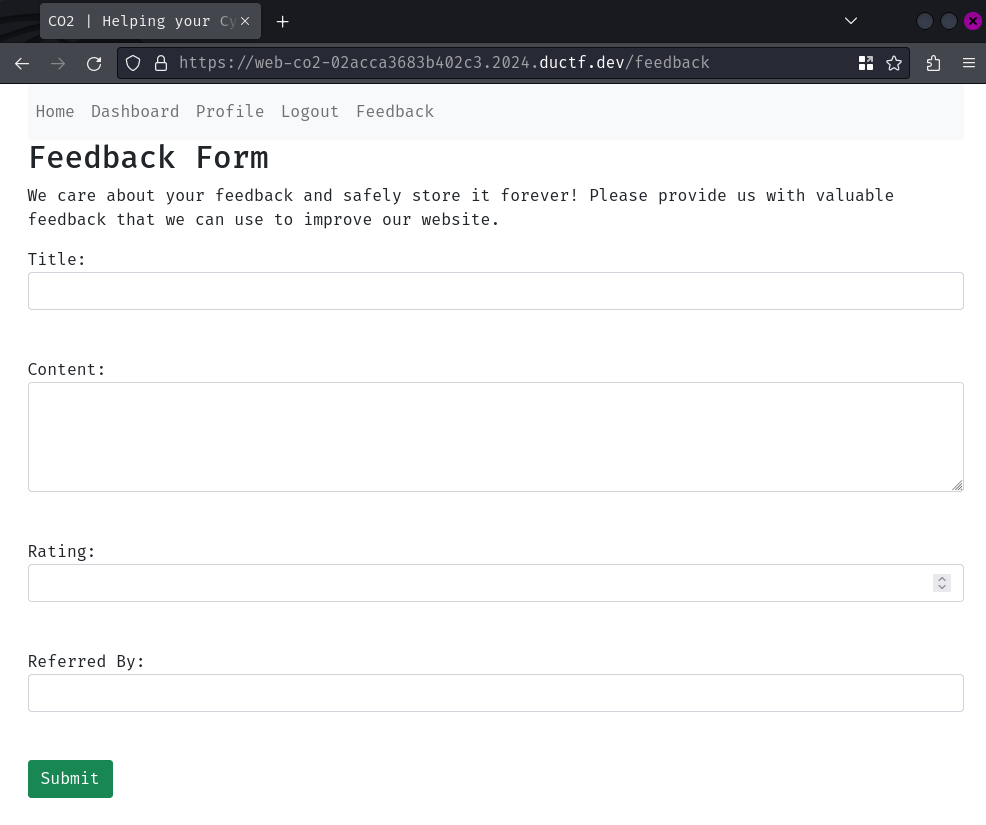 CO2 | Helping your Cy
https://web-co2-02acca3683b402c3.2024.ductf.dev/feedback
Home Dashboard Profile Logout Feedback
Feedback Form
We care about your feedback and safely store it forever! Please provide us with valuable
feedback that we can use to improve our website.
Title:
Content:
Rating:
Referred By:
Submit